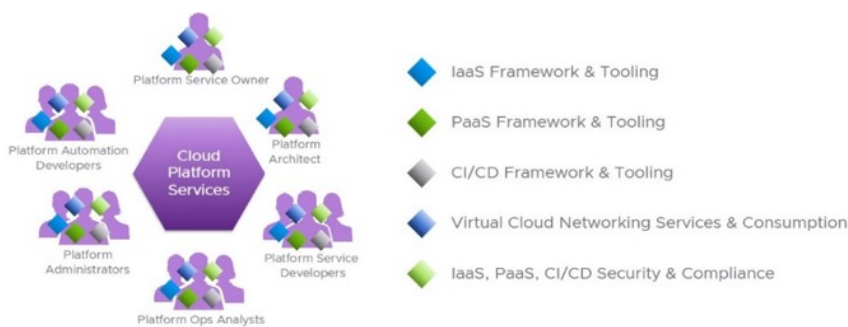 Platform Service Owner
Platform Automation
Developers
Cloud
Platform
Services
Platform
Architect
Platform
Administrators
Platform Service
Developers
Platform Ops Analysts
IaaS Framework & Tooling
PaaS Framework & Tooling
CI/CD Framework & Tooling
Virtual Cloud Networking Services & Consumption
IaaS, PaaS, CI/CD Security & Compliance